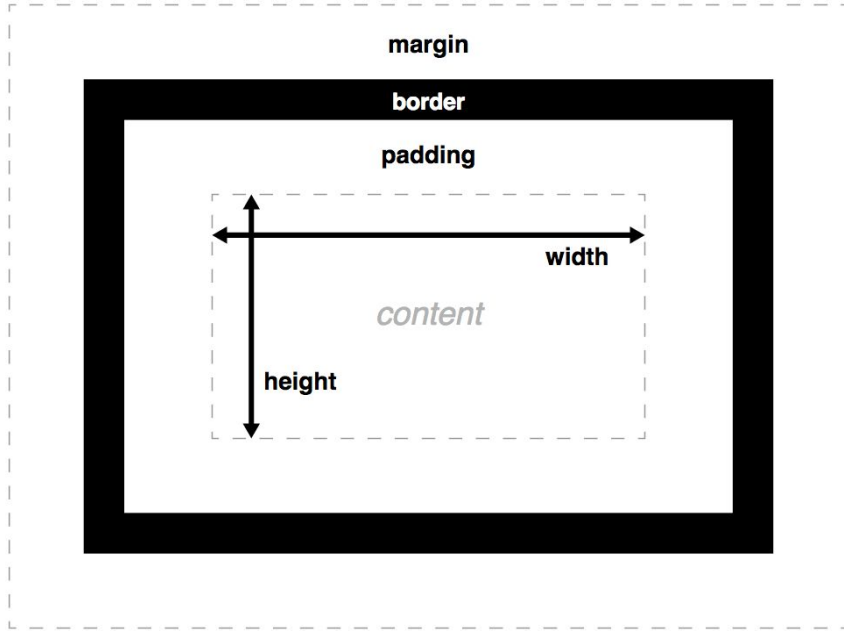 margin
border
padding
width
content
height